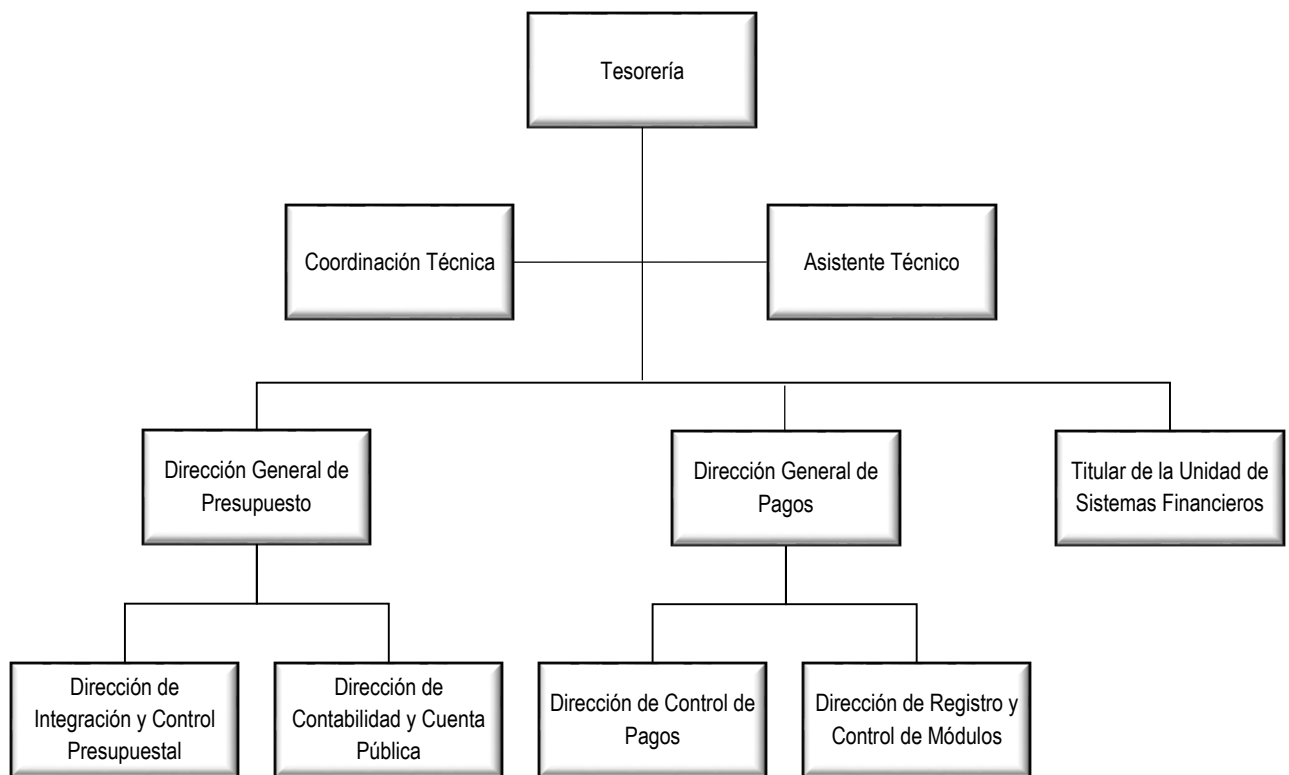 Tesorería
Coordinación Técnica
Asistente Técnico
Dirección General de
Presupuesto
Dirección General de
Pagos
Titular de la Unidad de
Sistemas Financieros
Dirección de
Integración y Control
Presupuestal
Dirección de
Contabilidad y Cuenta
Pública
Dirección de Control de
Pagos
Dirección de Registro y
Control de Módulos